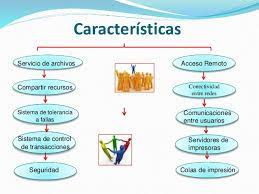 Características
Servicio de archivos
Compartir recursos
Sistema de tolerancia
a fallas
Sistema de control
de transacciones
Seguridad
Acceso Remoto
Conectividad
entre redes
Comunicaciones
entre usuarios
Servidores de
impresoras
Colas de impresión